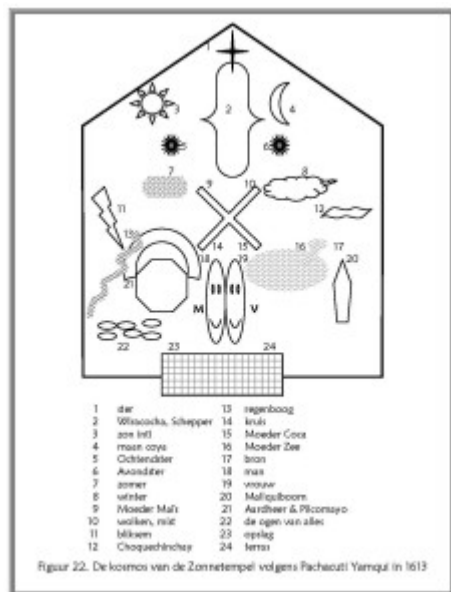 1
2
3
4
5
6
7
8
9
10
11
12
13
14
15
16
17
18
19
20
21
M
V
22
23
24
1 ster
2 Wiracocha, Schepper
3 zon inti
4 maan coya
5 Ochtendster
6 Avondster
7 zomer
8 winter
9 Moeder Maïs
10 wolken, mist
11 bliksem
12 Choquechinchay
13 regenboog
14 kruis
15 Moeder Coca
16 Moeder Zee
17 bron
18 man
19 vrouw
20 Mallquiboom
21 Aardheer & Pilcomayo
22 de ogen van alles
23 opslag
24 terras
Figuur 22. De kosmos van de Zonnetempel volgens Pachacuti Yamqui in 1613